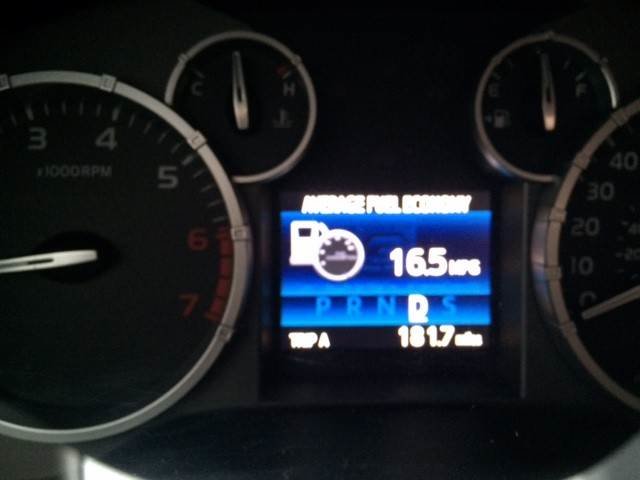 C H
E F
3 4 5 6 7
x1000RPM
AVERAGE FUEL ECONOMY
16.5 MPG
P R N D S
TRIP A 181.7 miles
40
30
20
10
0